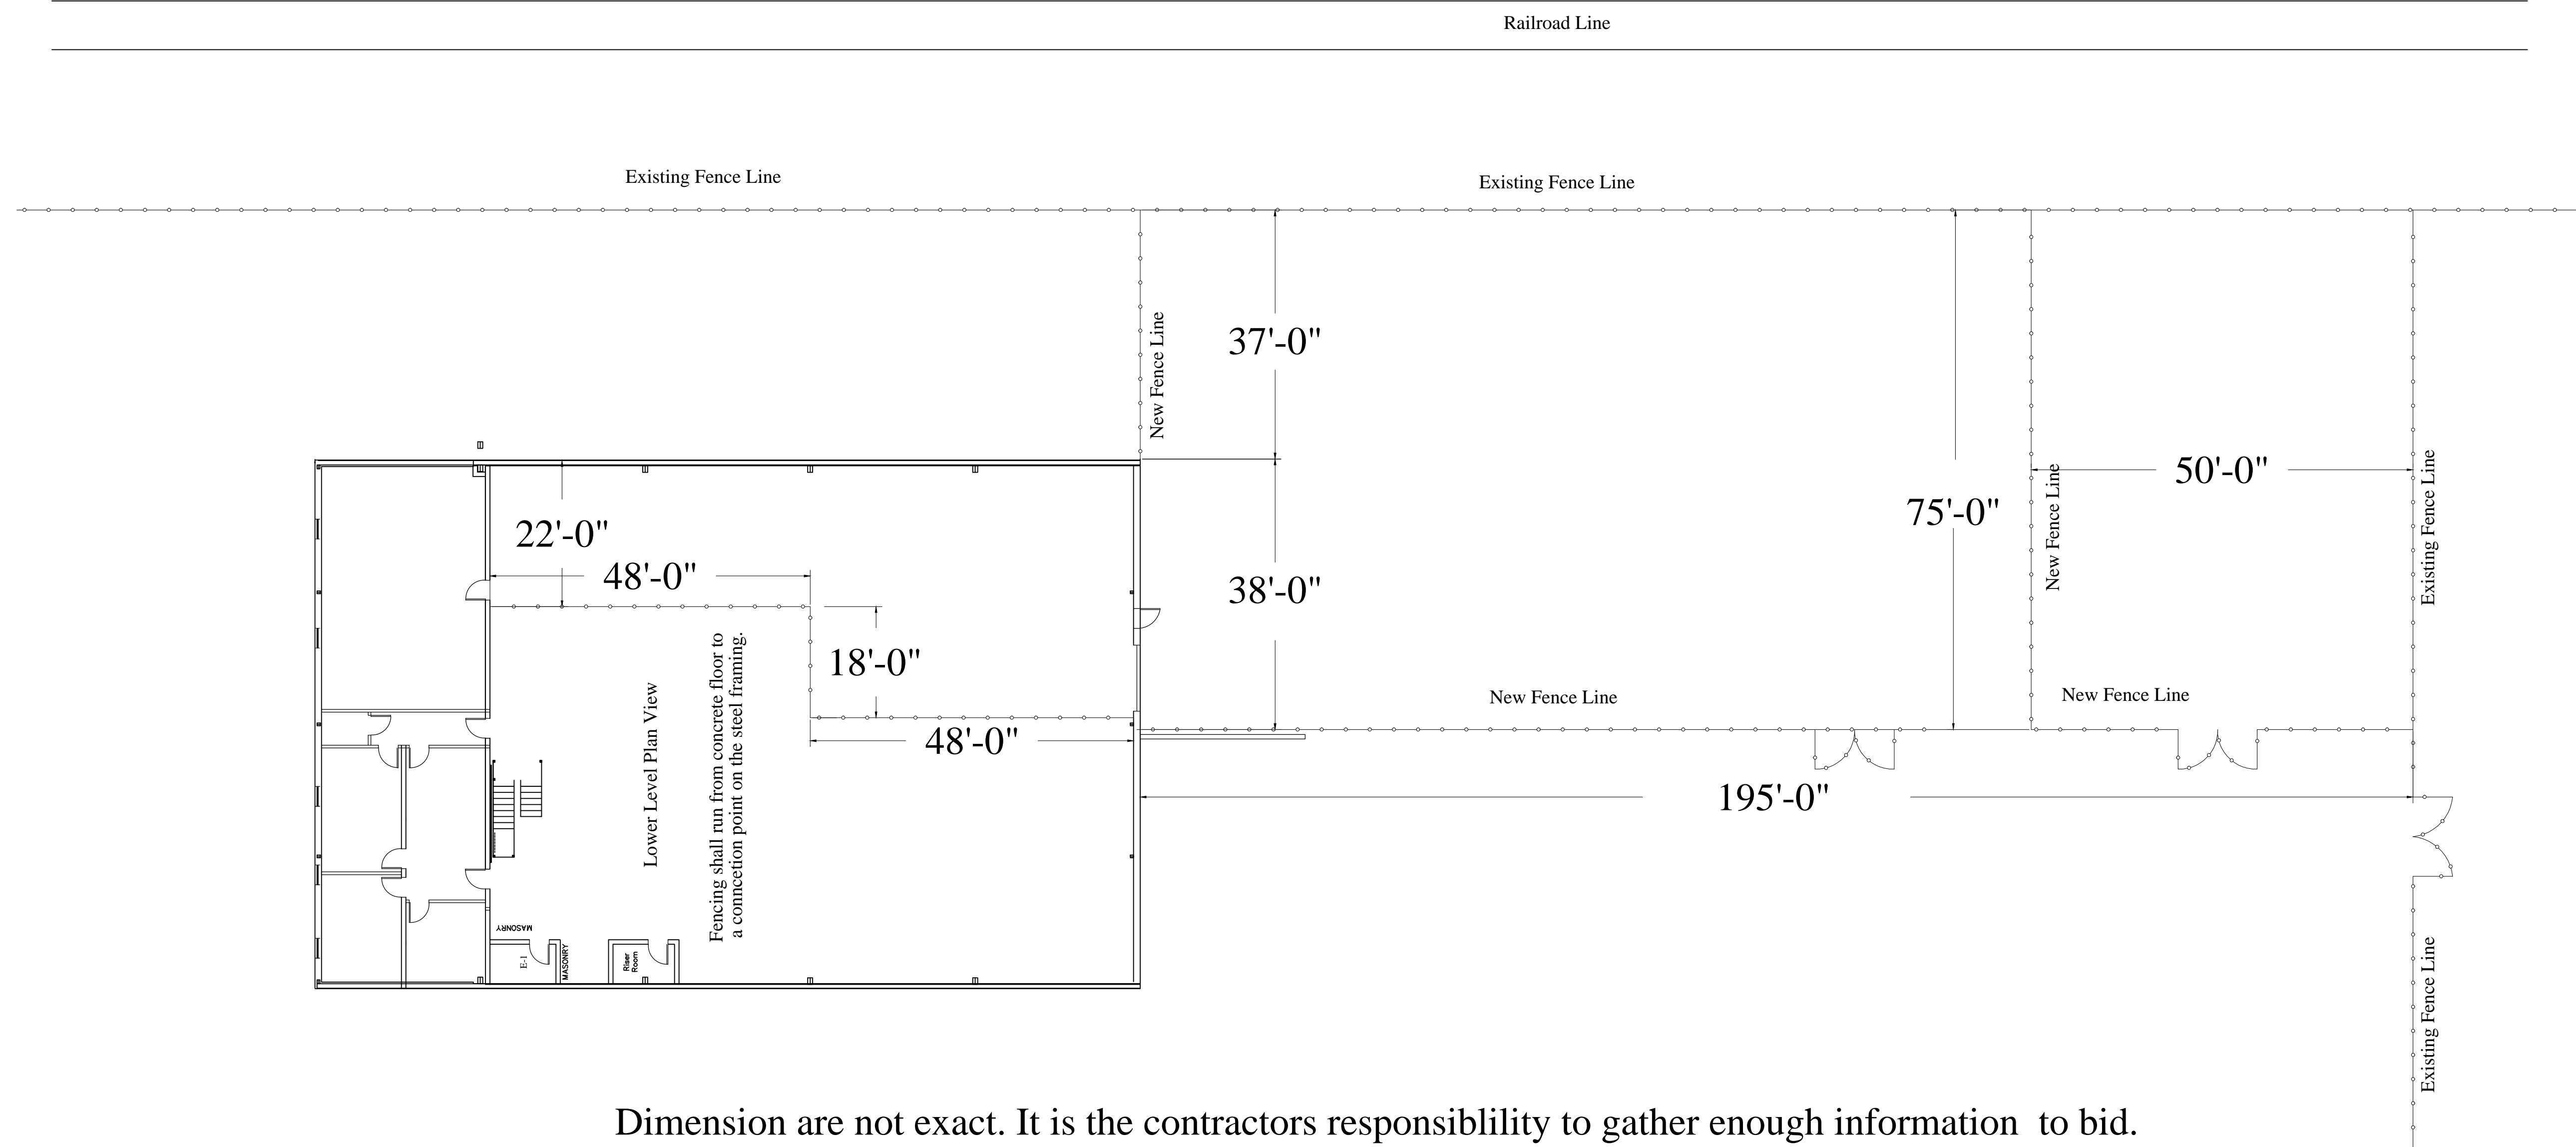 Railroad Line
Existing Fence Line
Existing Fence Line
New Fence Line
37'-0"
50'-0"
75'-0"
New Fence Line
Existing Fence Line
22'-0"
48'-0"
38'-0"
18'-0"
Lower Level Plan View
Fencing shall run from concrete floor to
a conncetion point on the steel framing.
48'-0"
New Fence Line
New Fence Line
195'-0"
MASONRY
E-1
MASONRY
Riser
Room
Existing Fence Line
Dimension are not exact. It is the contractors responsiblility to gather enough information to bid.